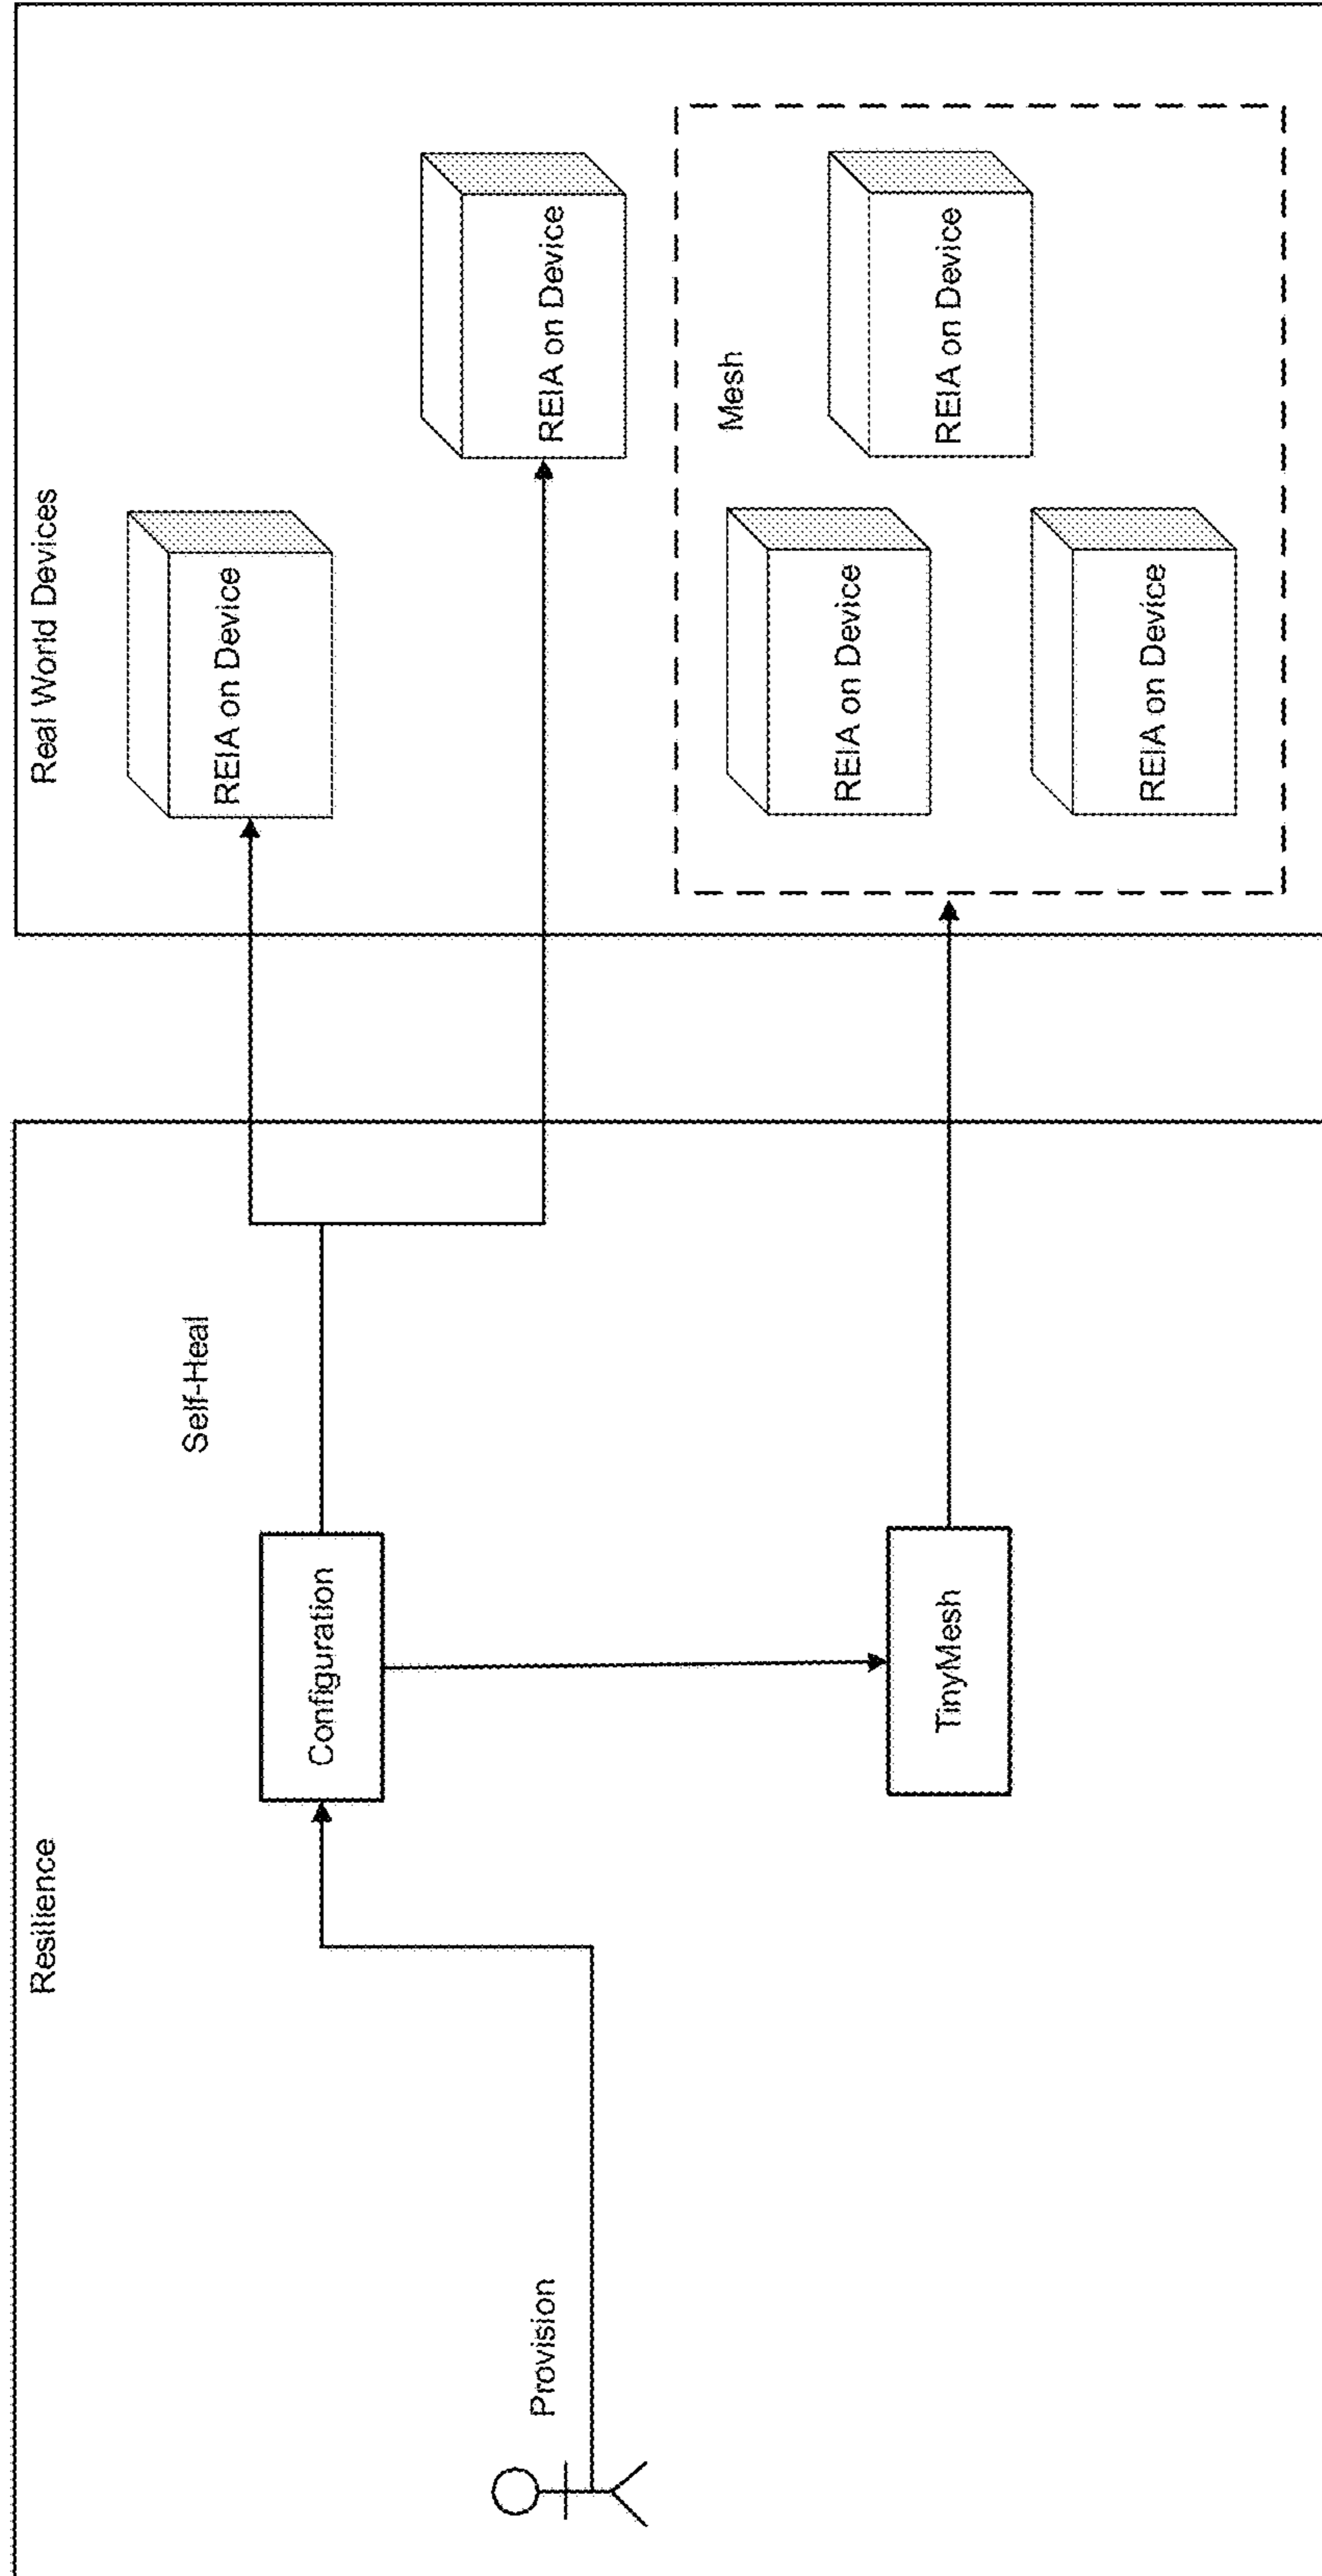 Resilience
Provision
Configuration
Self-Heal
TinyMesh
Real World Devices
REIA on Device
REIA on Device
Mesh
REIA on Device
REIA on Device
REIA on Device